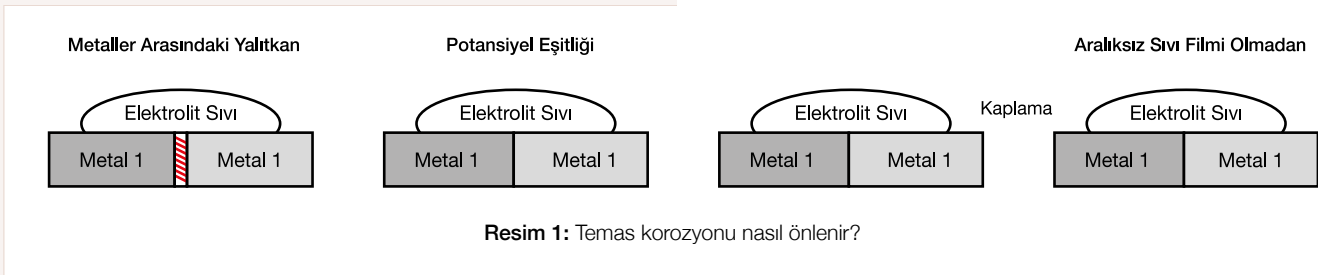 Metaller Arasındaki Yalıtkan
Potansiyel Eşitliği
Aralıksız Sıvı Filmi Olmadan
Elektrolit Sıvı
Metal 1
Metal 1
Elektrolit Sıvı
Metal 1
Metal 1
Elektrolit Sıvı
Metal 1
Metal 1
Kaplama
Elektrolit Sıvı
Metal 1
Metal 1
Resim 1: Temas korozyonu nasıl önlenir?